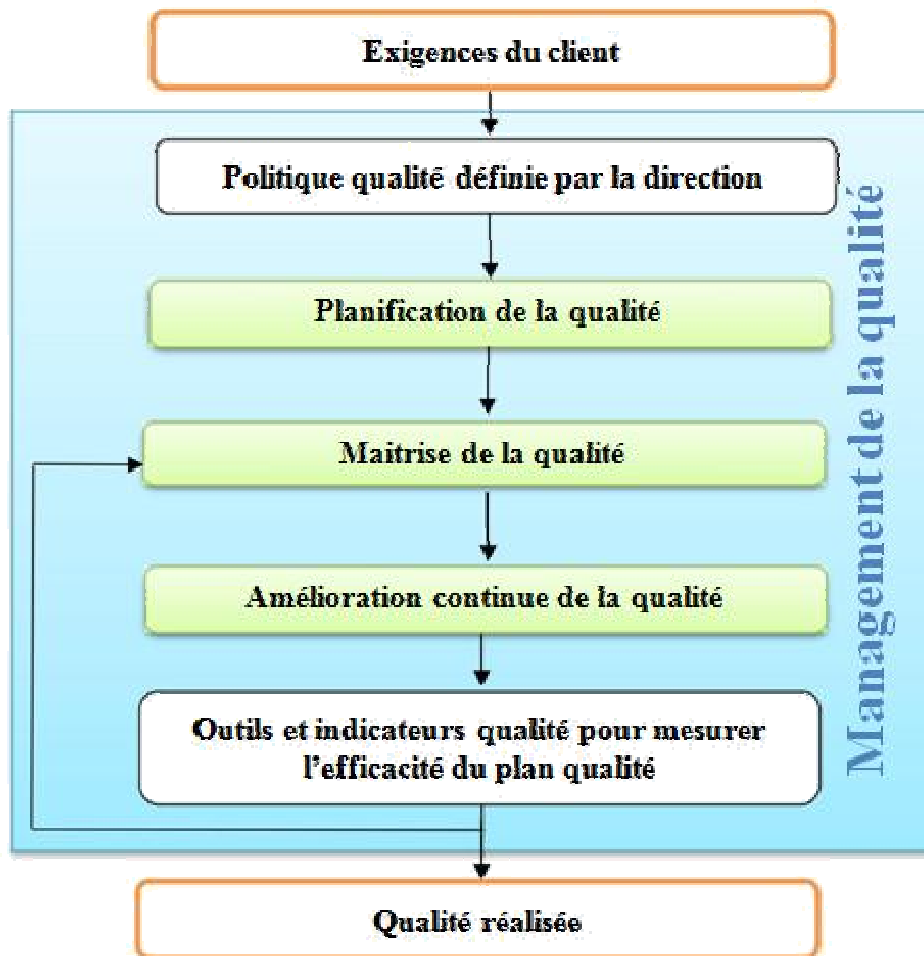 Exigences du client
Politique qualité définie par la direction
Planification de la qualité
Maitrise de la qualité
Amélioration continue de la qualité
Outils et indicateurs qualité pour mesurer
l'efficacité du plan qualité
Qualité réalisée
Management de la qualité